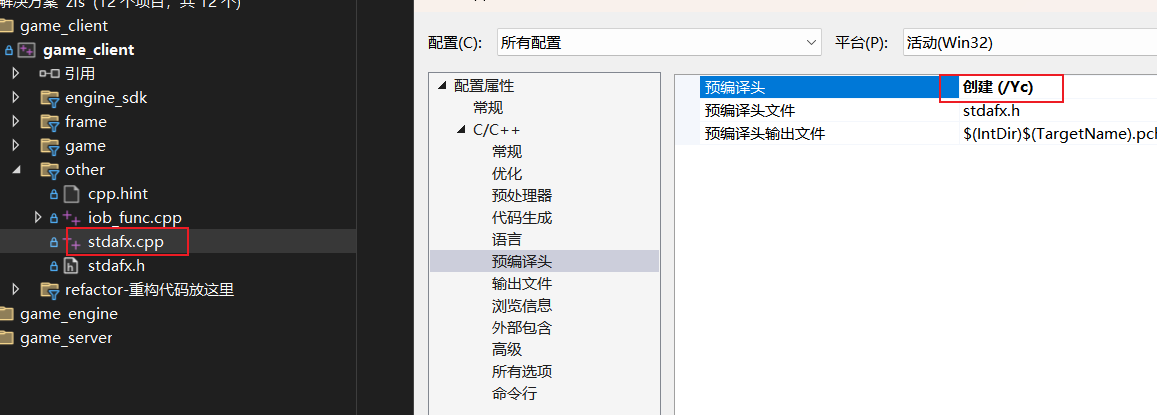 解决方案 'zfs' (12 个项目，共 12 个)
game_client
game_client
引用
engine_sdk
frame
game
other
cpp.hint
iob_func.cpp
stdafx.cpp
stdafx.h
refactor-重构代码放这里
game_engine
game_server
配置(C): 所有配置 平台(P): 活动(Win32)
配置属性
常规
C/C++
常规
优化
预处理器
代码生成
语言
预编译头
输出文件
浏览信息
外部包含
高级
所有选项
命令行
预编译头 创建 (/Yc)
预编译头文件 stdafx.h
预编译头输出文件 $(IntDir)$(TargetName).pch